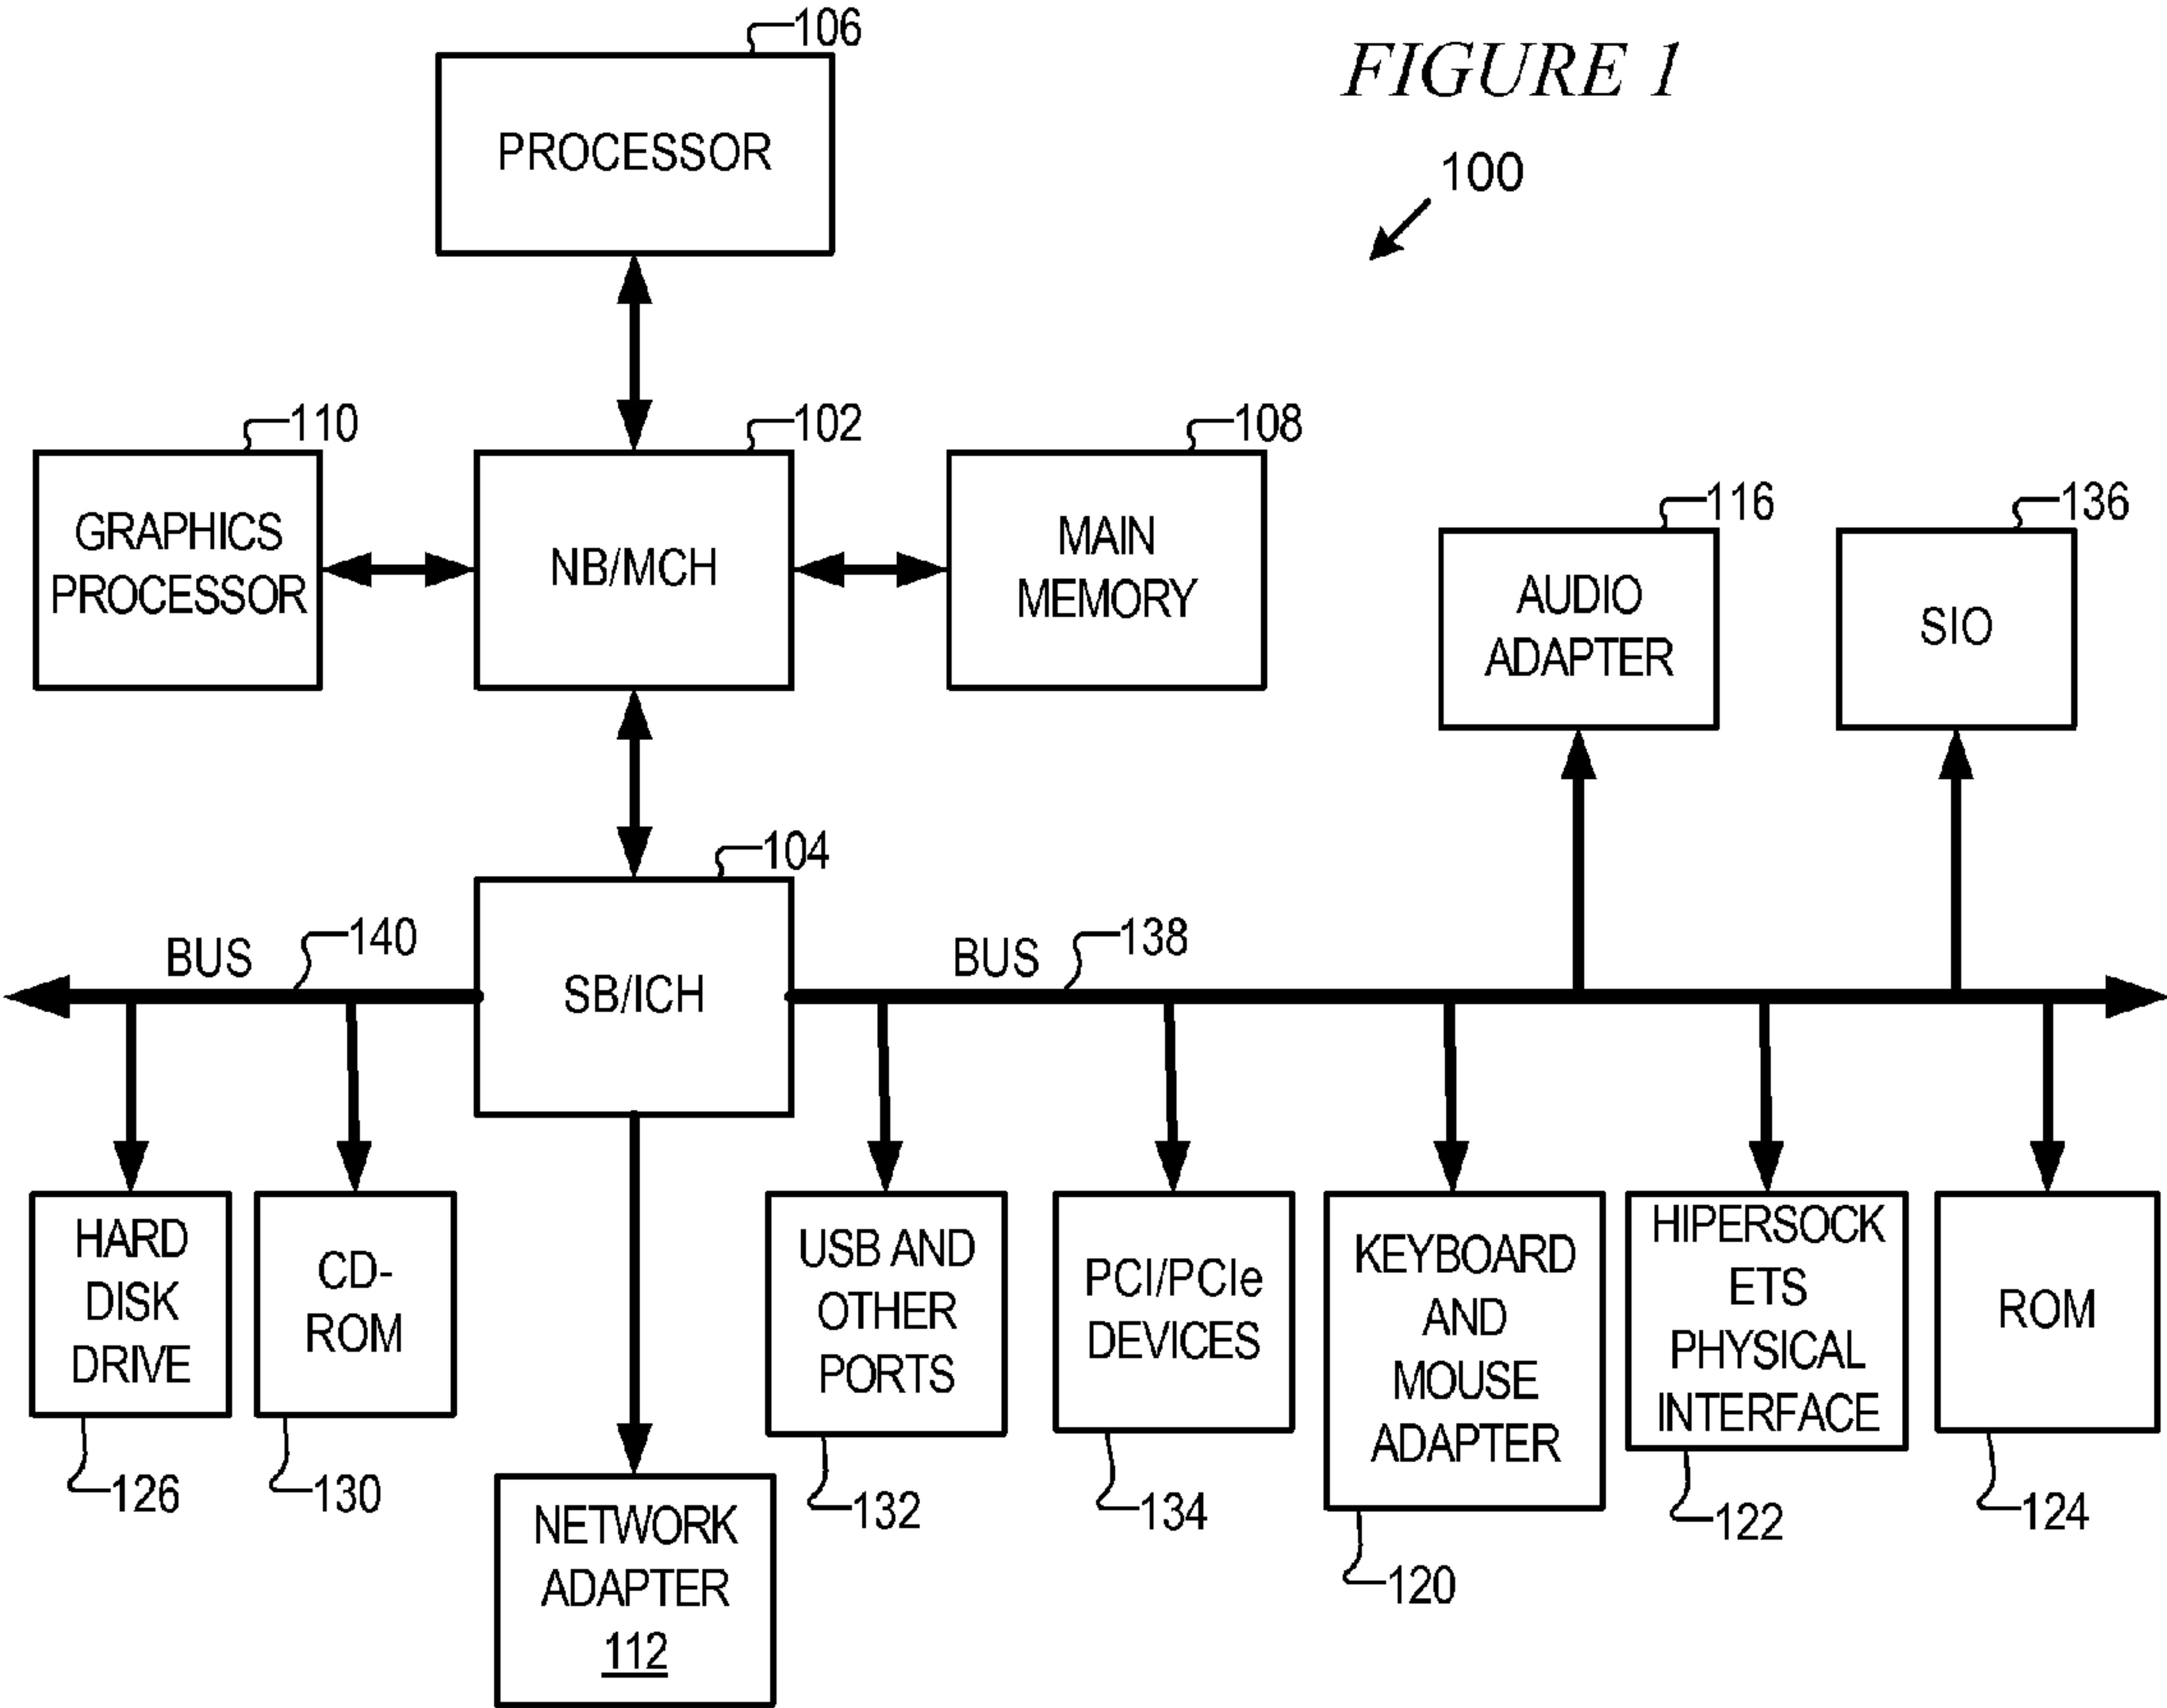 FIGURE 1
100
106
PROCESSOR
110
GRAPHICS
PROCESSOR
102
NB/MCH
108
MAIN
MEMORY
116
AUDIO
ADAPTER
136
SIO
104
SB/ICH
BUS
140
BUS
138
HARD
DISK
DRIVE
126
CD-
ROM
130
NETWORK
ADAPTER
112
USB AND
OTHER
PORTS
132
PCI/PCIe
DEVICES
134
KEYBOARD
AND
MOUSE
ADAPTER
120
HIPERSOCK
ETS
PHYSICAL
INTERFACE
122
ROM
124